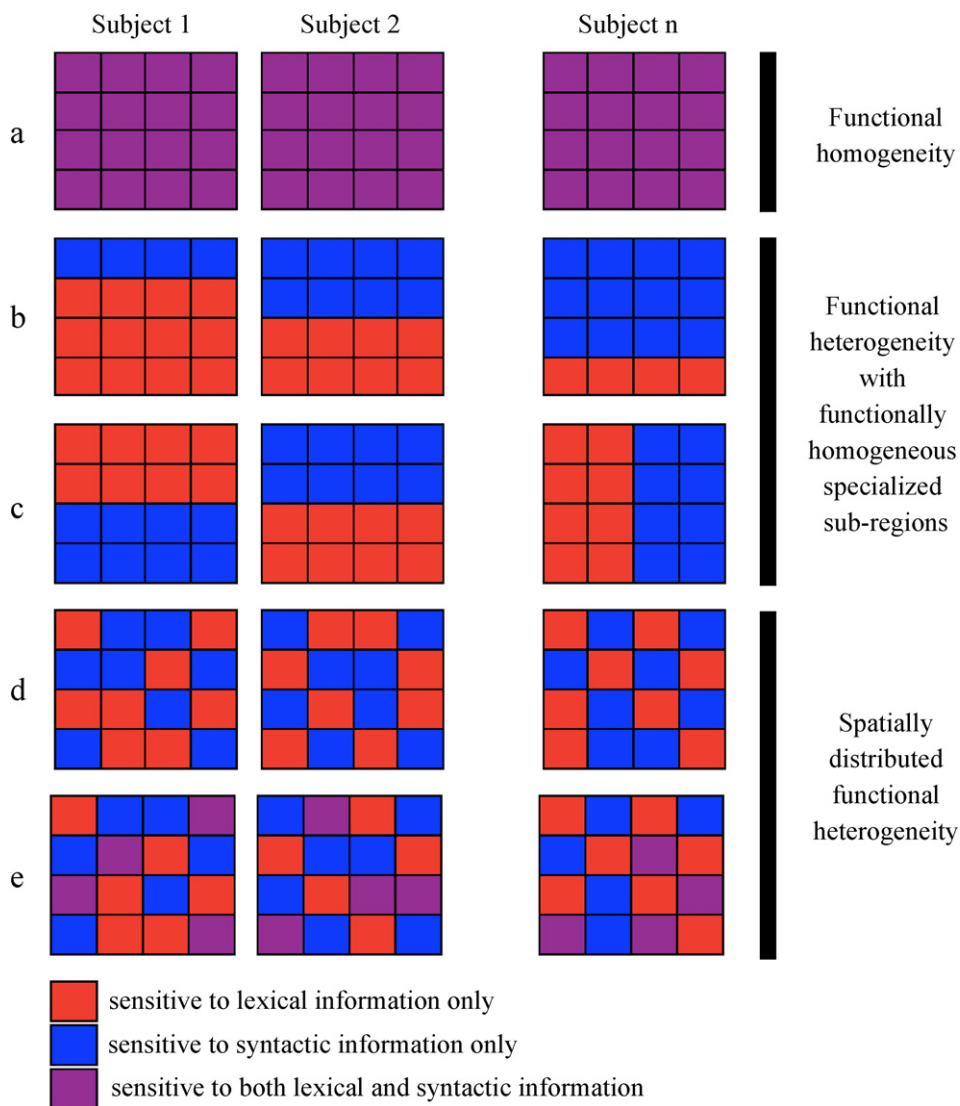 Subject 1
Subject 2
Subject n
a
Functional
homogeneity
b
Functional
heterogeneity
with
functionally
homogeneous
specialized
sub-regions
c
d
Spatially
distributed
functional
heterogeneity
e
sensitive to lexical information only
sensitive to syntactic information only
sensitive to both lexical and syntactic information